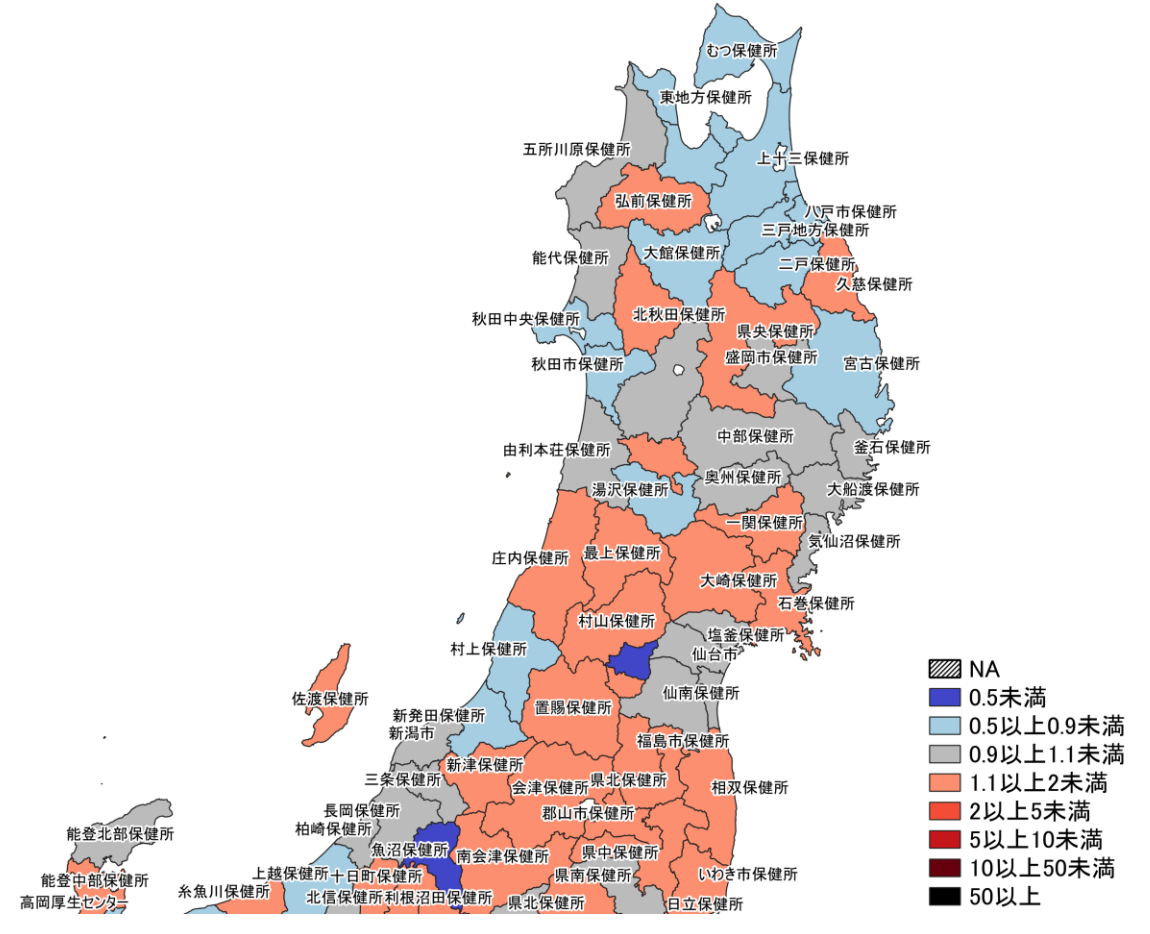 むつ保健所
東地方保健所
五所川原保健所
上十三保健所
弘前保健所
八戸市保健所
三戸地方保健所
大館保健所
能代保健所
二戸保健所
久慈保健所
北秋田保健所
秋田中央保健所
県央保健所
盛岡市保健所
秋田市保健所
宮古保健所
中部保健所
由利本荘保健所
釜石保健所
奥州保健所
湯沢保健所
大船渡保健所
一関保健所
気仙沼保健所
庄内保健所
最上保健所
大崎保健所
石巻保健所
村山保健所
塩釜保健所
村上保健所
仙台市
仙南保健所
佐渡保健所
置賜保健所
新発田保健所
新潟市
福島市保健所
新津保健所
三条保健所
会津保健所
県北保健所
相双保健所
長岡保健所
郡山市保健所
柏崎保健所
能登北部保健所
魚沼保健所
南会津保健所
県中保健所
上越保健所
十日町保健所
県南保健所
いわき市保健所
能登中部保健所
糸魚川保健所
北信保健所
利根沼田保健所
高岡厚生センター
県北保健所
日立保健所
NA
0.5未満
0.5以上0.9未満
0.9以上1.1未満
1.1以上2未満
2以上5未満
5以上10未満
10以上50未満
50以上